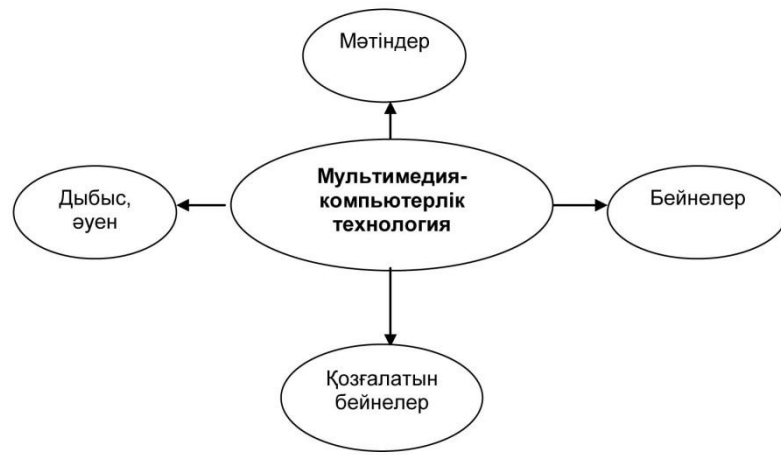 Мәтіндер
Мультимедия-
компьютерлік
технология
Дыбыс,
әуен
Бейнелер
Қозғалатын
бейнелер